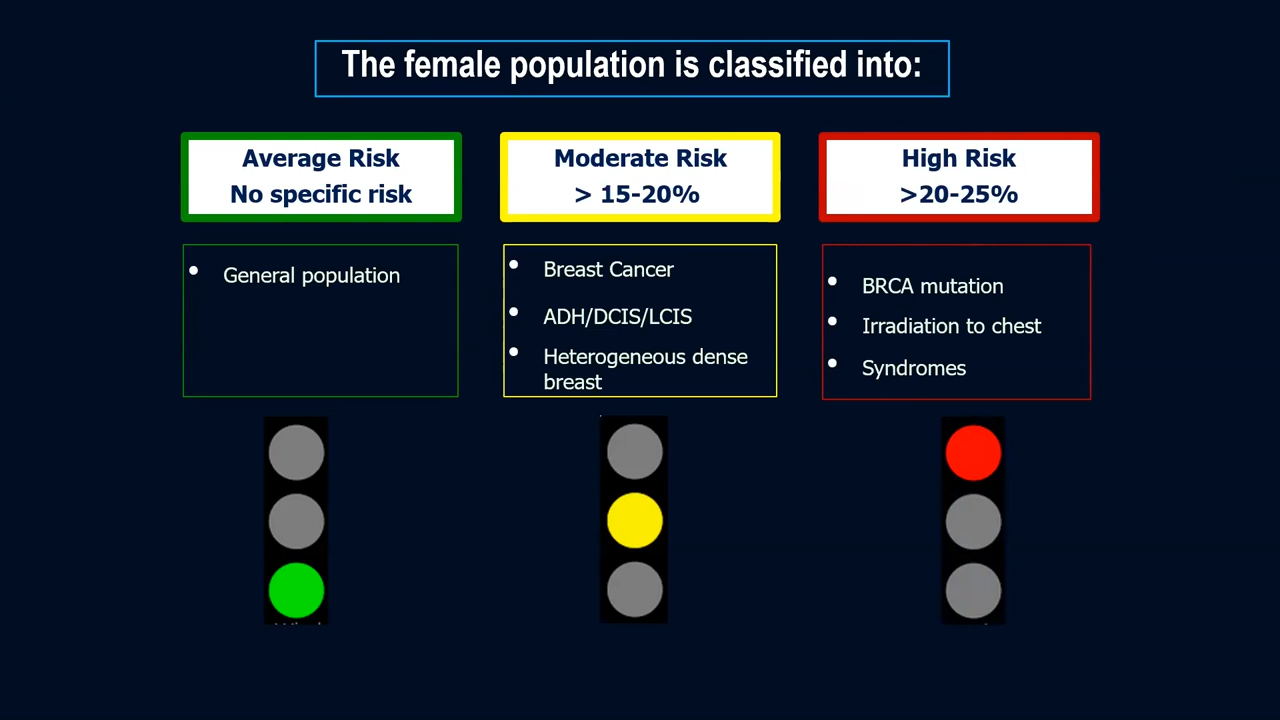 The female population is classified into:
Average Risk
No specific risk
Moderate Risk
> 15-20%
High Risk
>20-25%
• General population
• Breast Cancer
• ADH/DCIS/LCIS
• Heterogeneous dense
breast
• BRCA mutation
• Irradiation to chest
• Syndromes